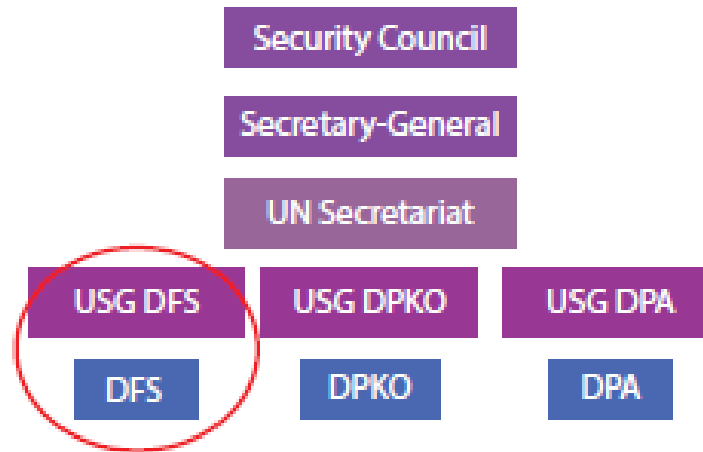 Security Council
Secretary-General
UN Secretariat
USG DFS
USG DPKO
USG DPA
DFS
DPKO
DPA